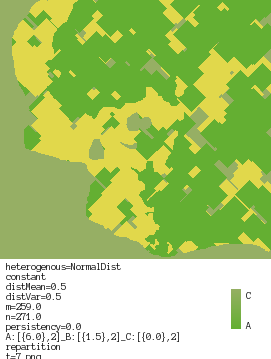 heterogenous=NormalDist
constant
distMean=0.5
distVar=0.5
m=259.0
n=271.0
persistency=0.0
A:[{6.0},2]_B:[{1.5},2]_C:[{0.0},2]
repartition
t=7.png
C
A